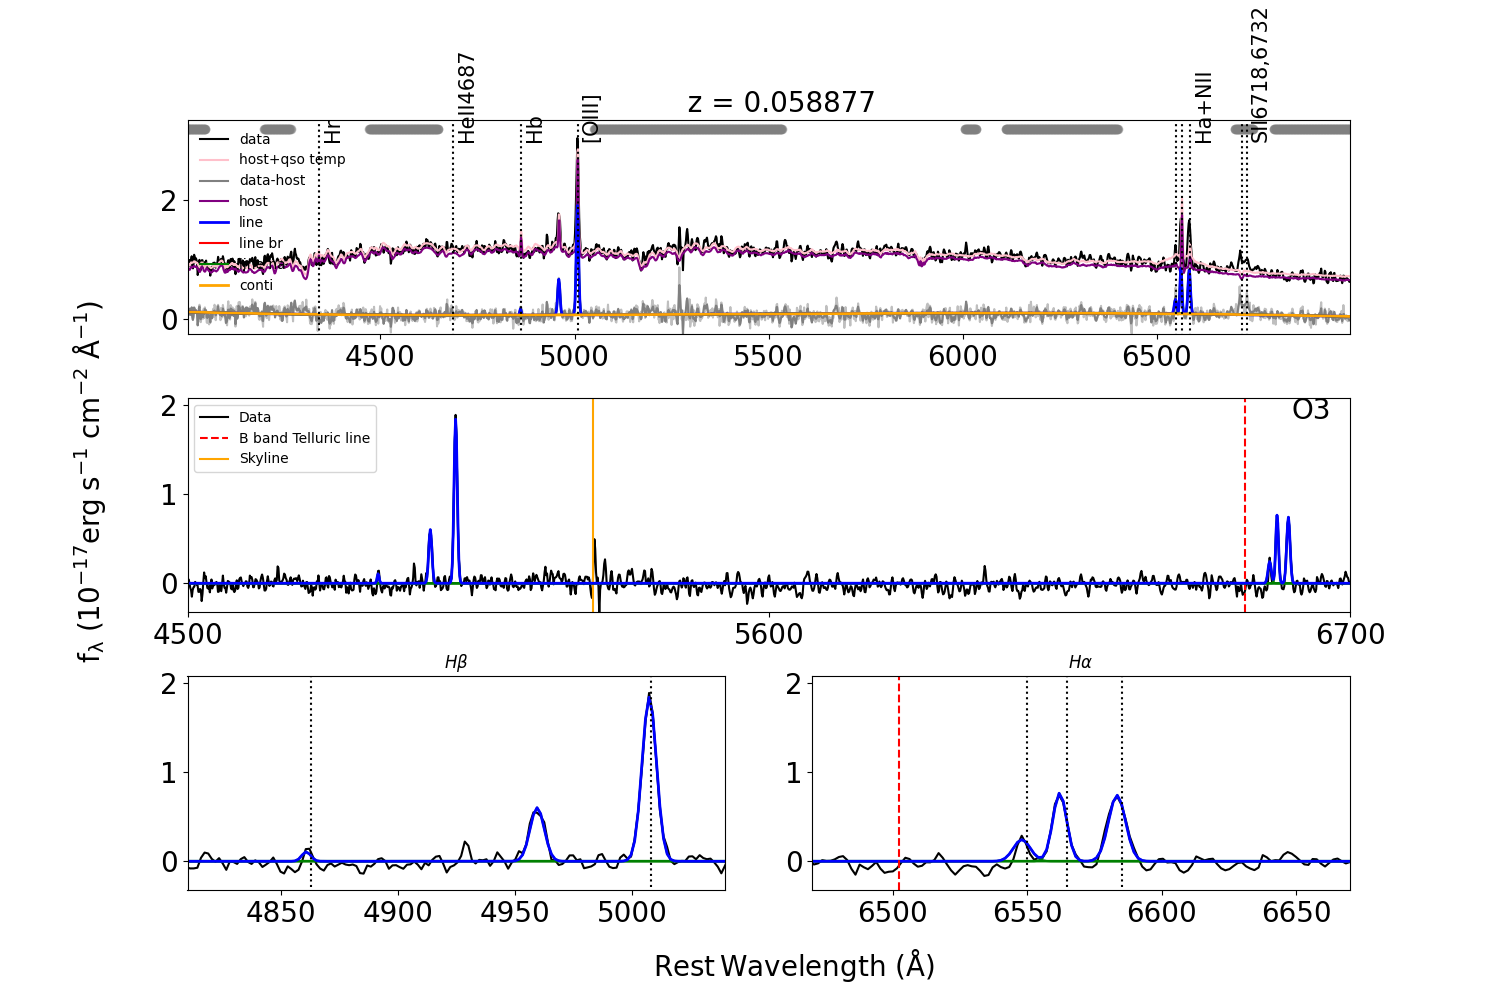 z = 0.058877
Hr
HeII4687
Hb
[OIII]
Ha+NII
SII6718,6732
data
host+qso temp
data-host
host
line
line br
conti
2
0
4500
5000
5500
6000
6500
O3
Data
B band Telluric line
Skyline
2
1
0
4500
5600
6700
fλ (10−17erg s−1 cm−2 Å−1)
Hβ
2
1
0
4850
4900
4950
5000
Hα
2
1
0
6500
6550
6600
6650
Rest Wavelength (Å)